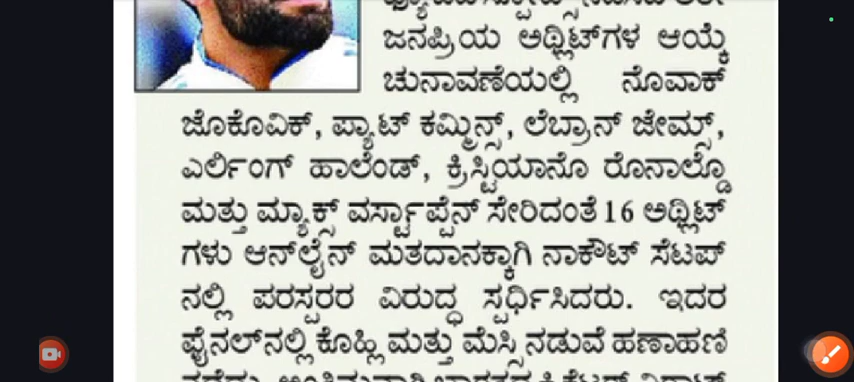 ಜನಪ್ರಿಯ ಅಥ್ಲಿಟ್‌ಗಳ ಆಯ್ಕೆ
ಚುನಾವಣೆಯಲ್ಲಿ ನೊವಾಕ್
ಜೊಕೊವಿಕ್, ಪ್ಯಾಟ್ ಕಮ್ಮಿನ್ಸ್, ಲೆಬ್ರಾನ್ ಜೇಮ್ಸ್,
ಎರ್ಲಿಂಗ್ ಹಾಲೆಂಡ್, ಕ್ರಿಸ್ಟಿಯಾನೊ ರೊನಾಲ್ಡೊ
ಮತ್ತು ಮ್ಯಾಕ್ಸ್ ವರ್ಸ್ಟಾಪ್ಪೆನ್ ಸೇರಿದಂತೆ 16 ಅಥ್ಲಿಟ್
ಗಳು ಆನ್‌ಲೈನ್ ಮತದಾನಕ್ಕಾಗಿ ನಾಕೌಟ್ ಸೆಟಪ್
ನಲ್ಲಿ ಪರಸ್ಪರರ ವಿರುದ್ಧ ಸ್ಪರ್ಧಿಸಿದರು. ಇದರ
ಫೈನಲ್‌ನಲ್ಲಿ ಕೊಹ್ಲಿ ಮತ್ತು ಮೆಸ್ಸಿ ನಡುವೆ ಹಣಾಹಣಿ